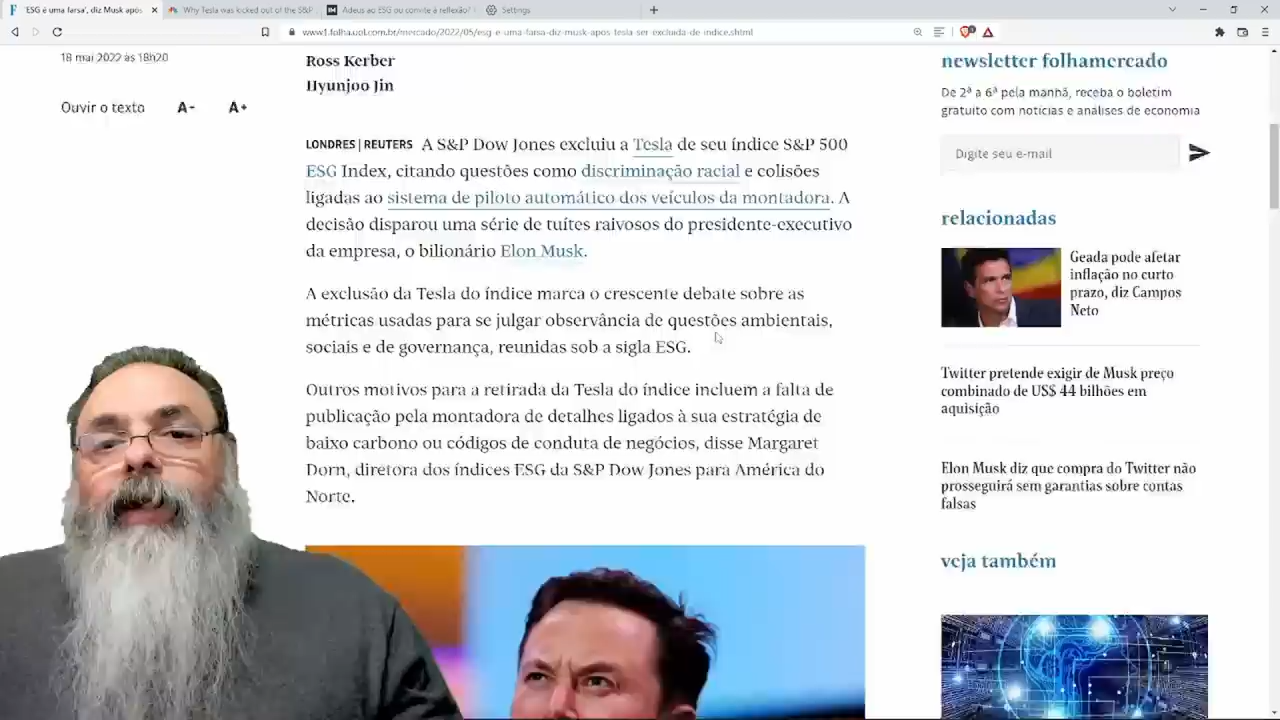 'ESG é uma farsa', diz Musk após
Why Tesla was kicked out of the S&P
Adeus ao ESG ou convite à reflexão?
Settings
www1.folha.uol.com.br/mercado/2022/05/esg-e-uma-farsa-diz-musk-apos-tesla-ser-excluida-de-indice.shtml
18 mai 2022 às 18h20
Ouvir o texto A- A+
Ross Kerber
Hyunjoo Jin
LONDRES | REUTERS A S&P Dow Jones excluiu a Tesla de seu índice S&P 500
ESG Index, citando questões como discriminação racial e colisões
ligadas ao sistema de piloto automático dos veículos da montadora. A
decisão disparou uma série de tuítes raivosos do presidente-executivo
da empresa, o bilionário Elon Musk.
A exclusão da Tesla do índice marca o crescente debate sobre as
métricas usadas para se julgar observância de questões ambientais,
sociais e de governança, reunidas sob a sigla ESG.
Outros motivos para a retirada da Tesla do índice incluem a falta de
publicação pela montadora de detalhes ligados à sua estratégia de
baixo carbono ou códigos de conduta de negócios, disse Margaret
Dorn, diretora dos índices ESG da S&P Dow Jones para América do
Norte.
newsletter folhamercado
De 2ª a 6ª pela manhã, receba o boletim
gratuito com notícias e análises de economia
Digite seu e-mail
relacionadas
Geada pode afetar
inflação no curto
prazo, diz Campos
Neto
Twitter pretende exigir de Musk preço
combinado de US$ 44 bilhões em
aquisição
Elon Musk diz que compra do Twitter não
prosseguirá sem garantias sobre contas
falsas
veja também